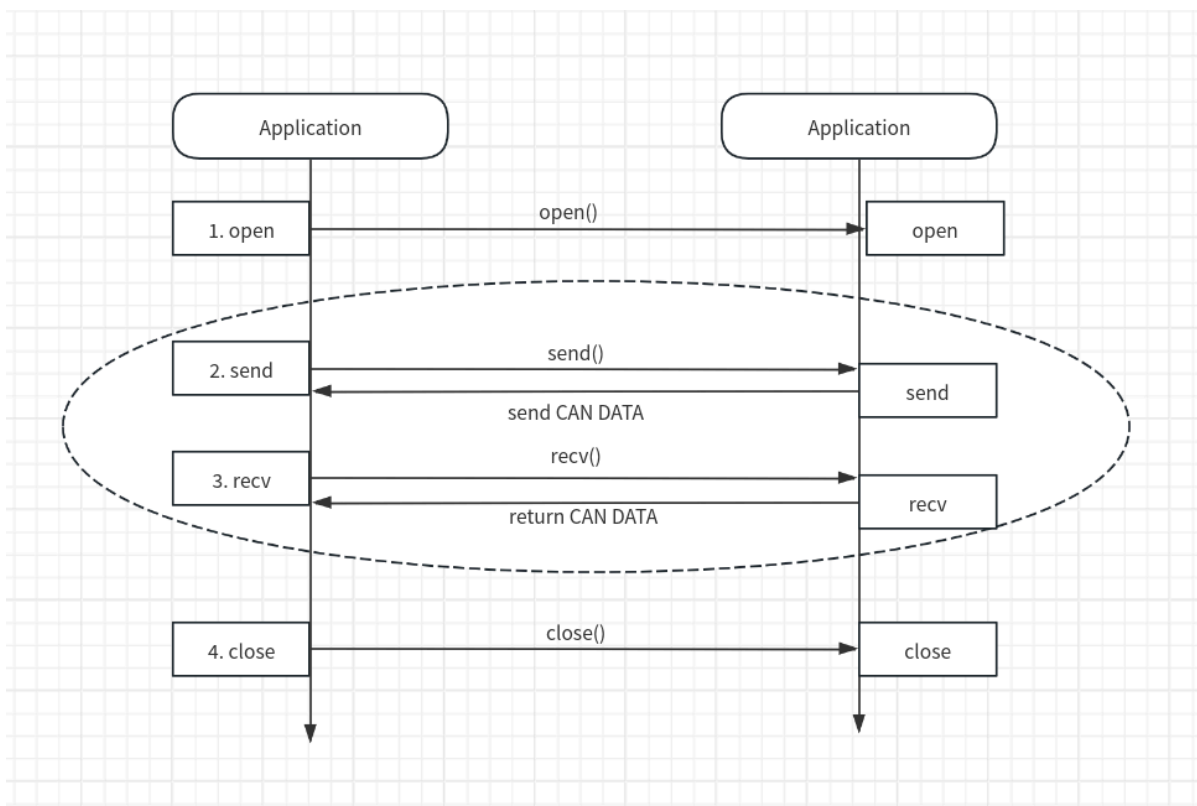 Application
Application
1. open
open()
open
2. send
send()
send
send CAN DATA
3. recv
recv()
recv
return CAN DATA
4. close
close()
close